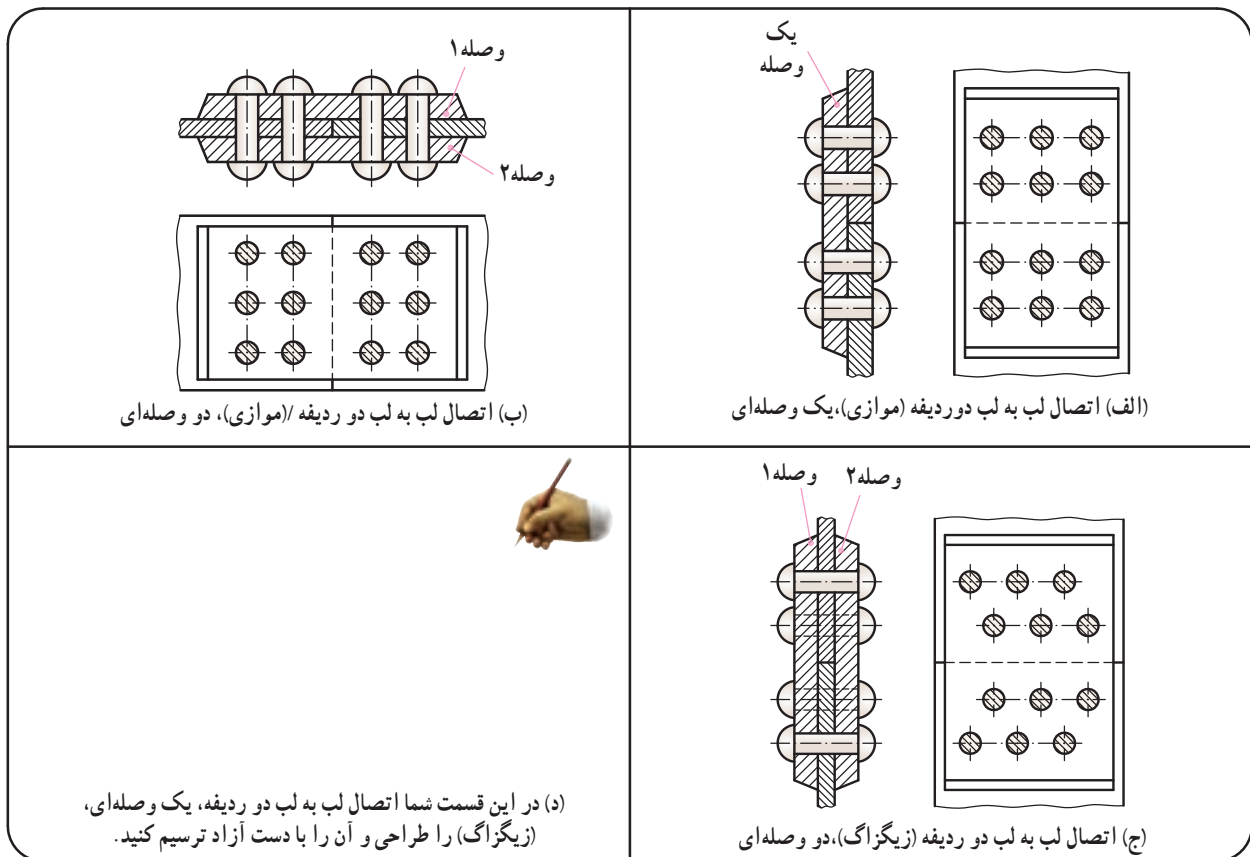 یک
وصله
(الف) اتصال لب به لب دوردیفه (موازی)،یک وصله‌ای
وصله۱
وصله۲
(ب) اتصال لب به لب دو ردیفه /(موازی)، دو وصله‌ای
وصله۱ وصله۲
(ج) اتصال لب به لب دو ردیفه (زیگزاگ)،دو وصله‌ای
(د) در این قسمت شما اتصال لب به لب دو ردیفه، یک وصله‌ای،
(زیگزاگ) را طراحی و آن را با دست آزاد ترسیم کنید.